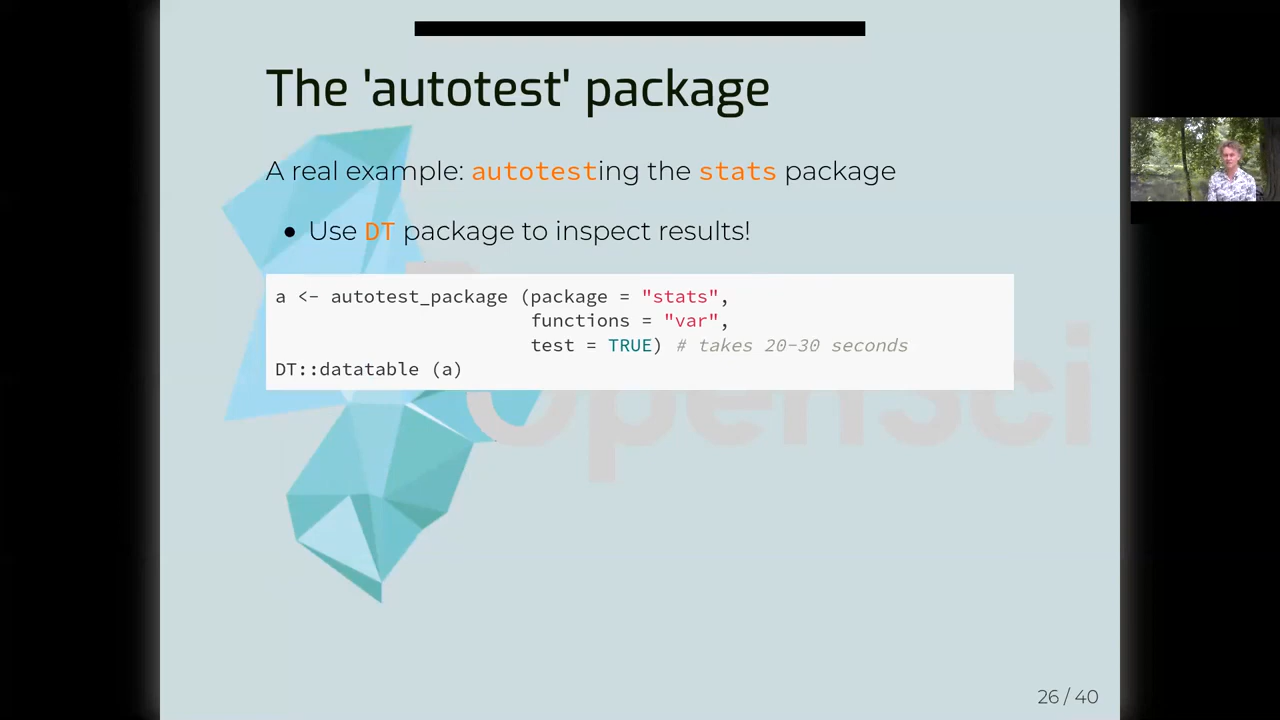 The 'autotest' package
A real example: autotesting the stats package
● Use DT package to inspect results!
a <- autotest_package (package = "stats",
functions = "var",
test = TRUE) # takes 20-30 seconds
DT::datatable (a)
rOpenSci
26 / 40